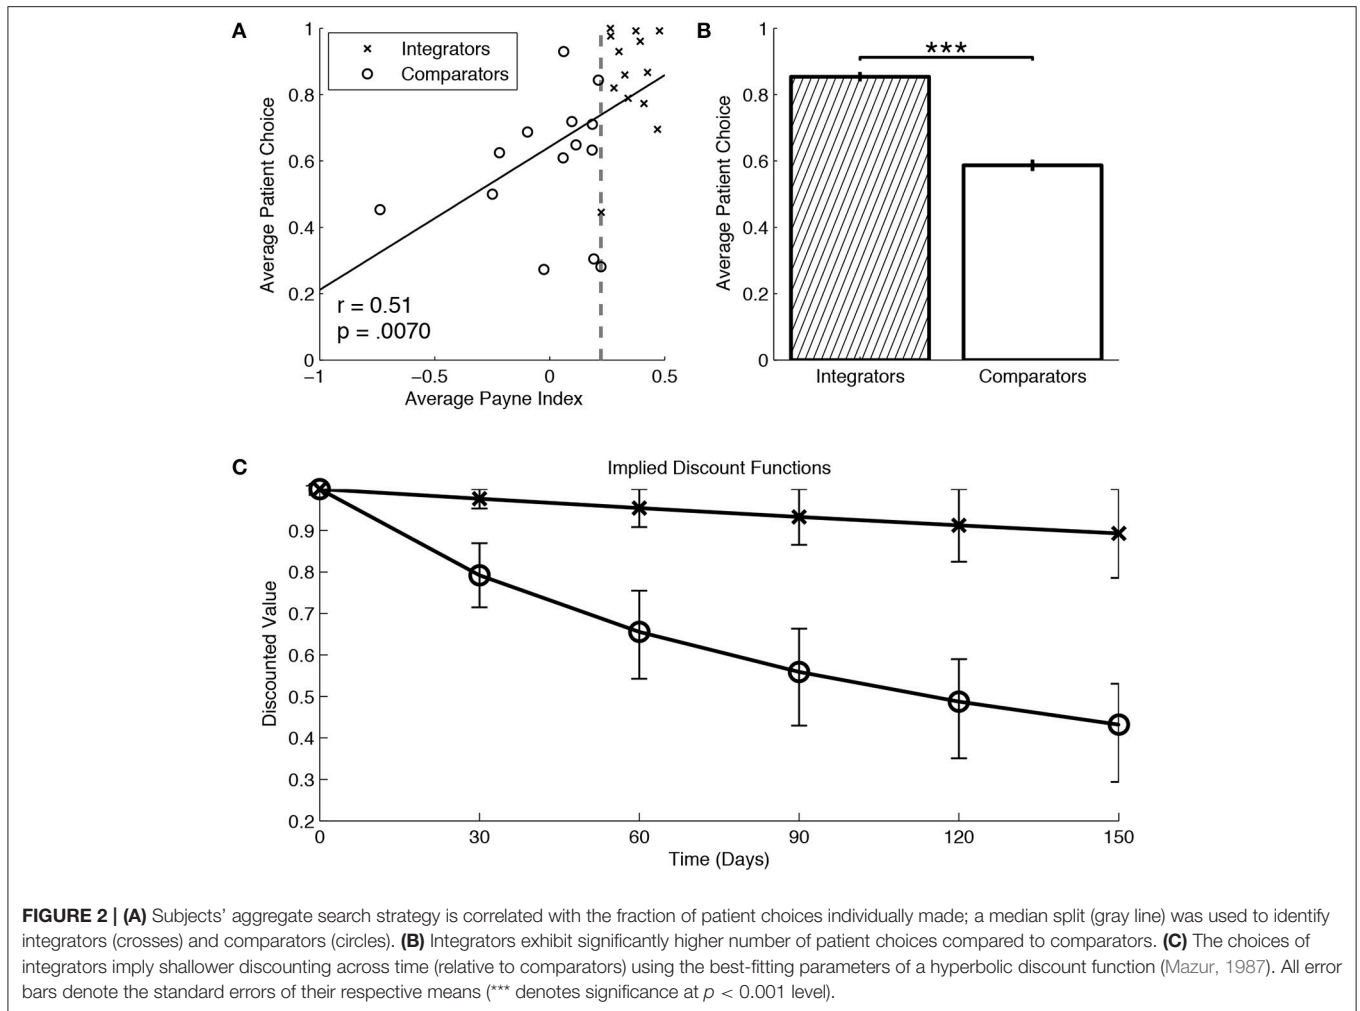 A
Average Patient Choice
1
0.8
0.6
0.4
0.2
0
× Integrators
Comparators
r = 0.51
p = .0070
−1 −0.5 0 0.5
Average Payne Index
B
Average Patient Choice
1
0.8
0.6
0.4
0.2
0
***
Integrators Comparators
C
Implied Discount Functions
Discounted Value
0.9
0.8
0.7
0.6
0.5
0.4
0.3
0.2
0 30 60 90 120 150
Time (Days)
FIGURE 2 | (A) Subjects’ aggregate search strategy is correlated with the fraction of patient choices individually made; a median split (gray line) was used to identify
integrators (crosses) and comparators (circles). (B) Integrators exhibit significantly higher number of patient choices compared to comparators. (C) The choices of
integrators imply shallower discounting across time (relative to comparators) using the best-fitting parameters of a hyperbolic discount function (Mazur, 1987). All error
bars denote the standard errors of their respective means (*** denotes significance at p < 0.001 level).